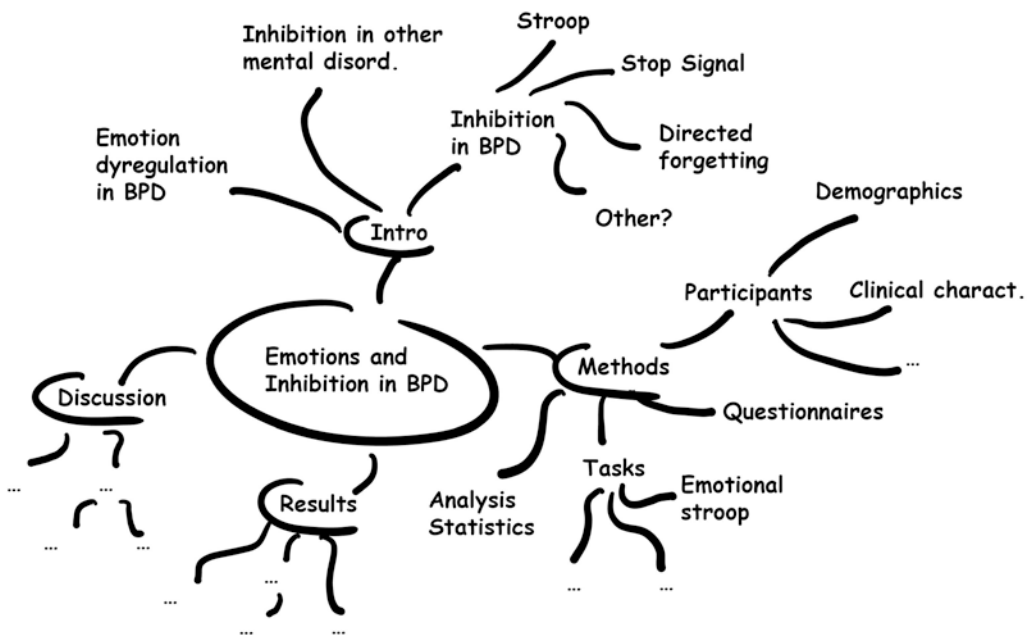 Stroop
Inhibition in other
mental disord.
Stop Signal
Inhibition
in BPD
Emotion
dyregulation
in BPD
Directed
forgetting
Demographics
Other?
Intro
Participants
Clinical charact.
Emotions and
Inhibition in BPD
Methods
...
Discussion
Questionnaires
Tasks
Emotional
stroop
Analysis
Statistics
Results
...
...
...
...
...
...
...
...
...
...